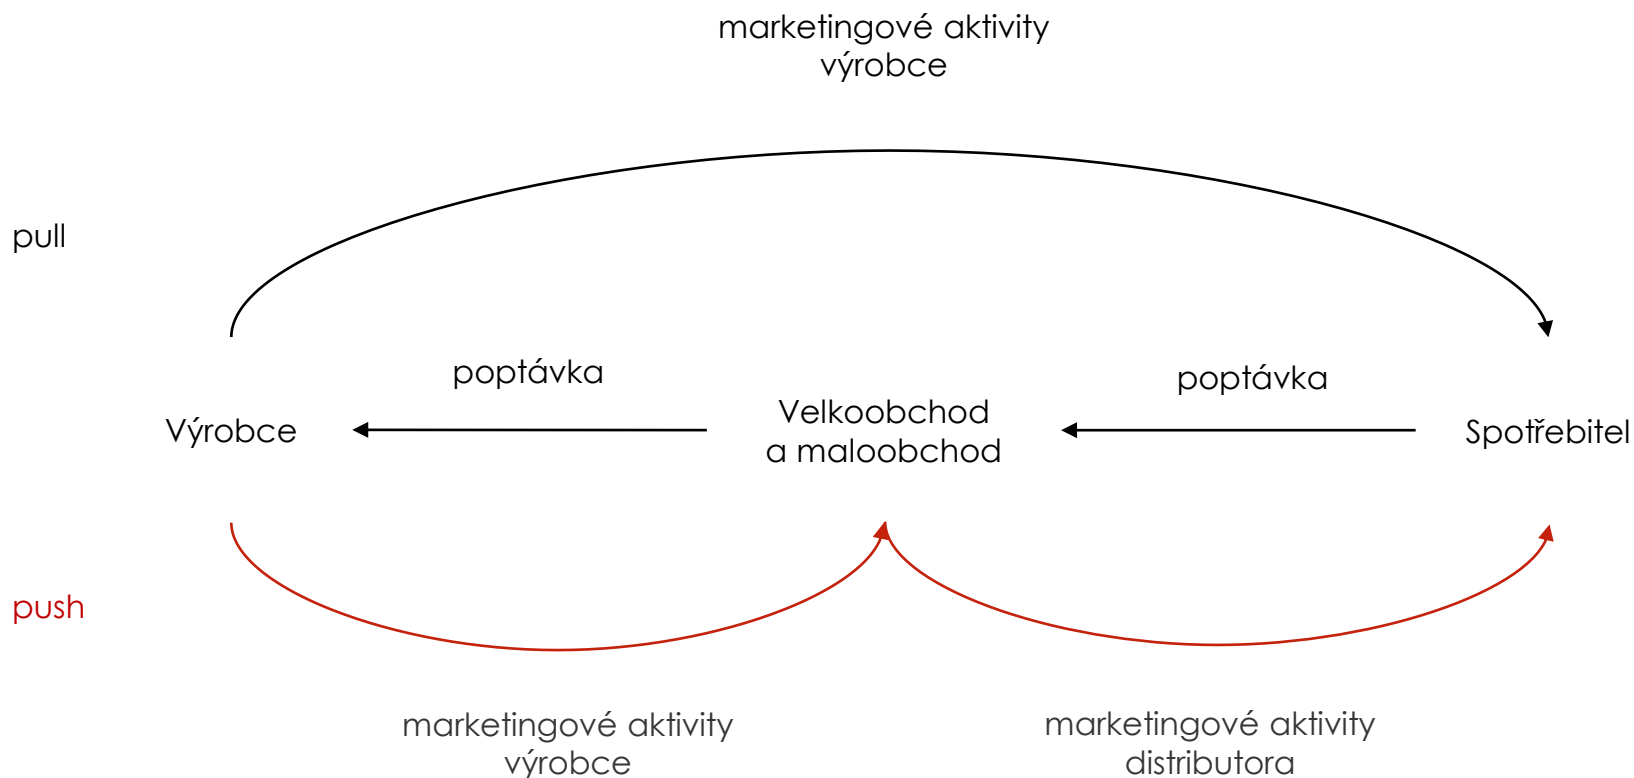 marketingové aktivity
výrobce
pull
poptávka
poptávka
Výrobce
Velkoobchod
a maloobchod
Spotřebitel
push
marketingové aktivity
výrobce
marketingové aktivity
distributora